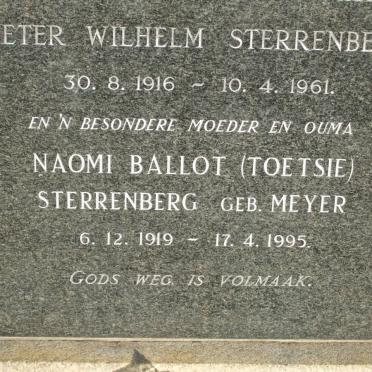 ETER WILHELM STERRENBE
30. 8. 1916 ~ 10. 4. 1961.
EN 'N BESONDERE MOEDER EN OUMA
NAOMI BALLOT (TOETSIE)
STERRENBERG GEB. MEYER
6. 12. 1919 ~ 17. 4. 1995.
GODS WEG IS VOLMAAK.